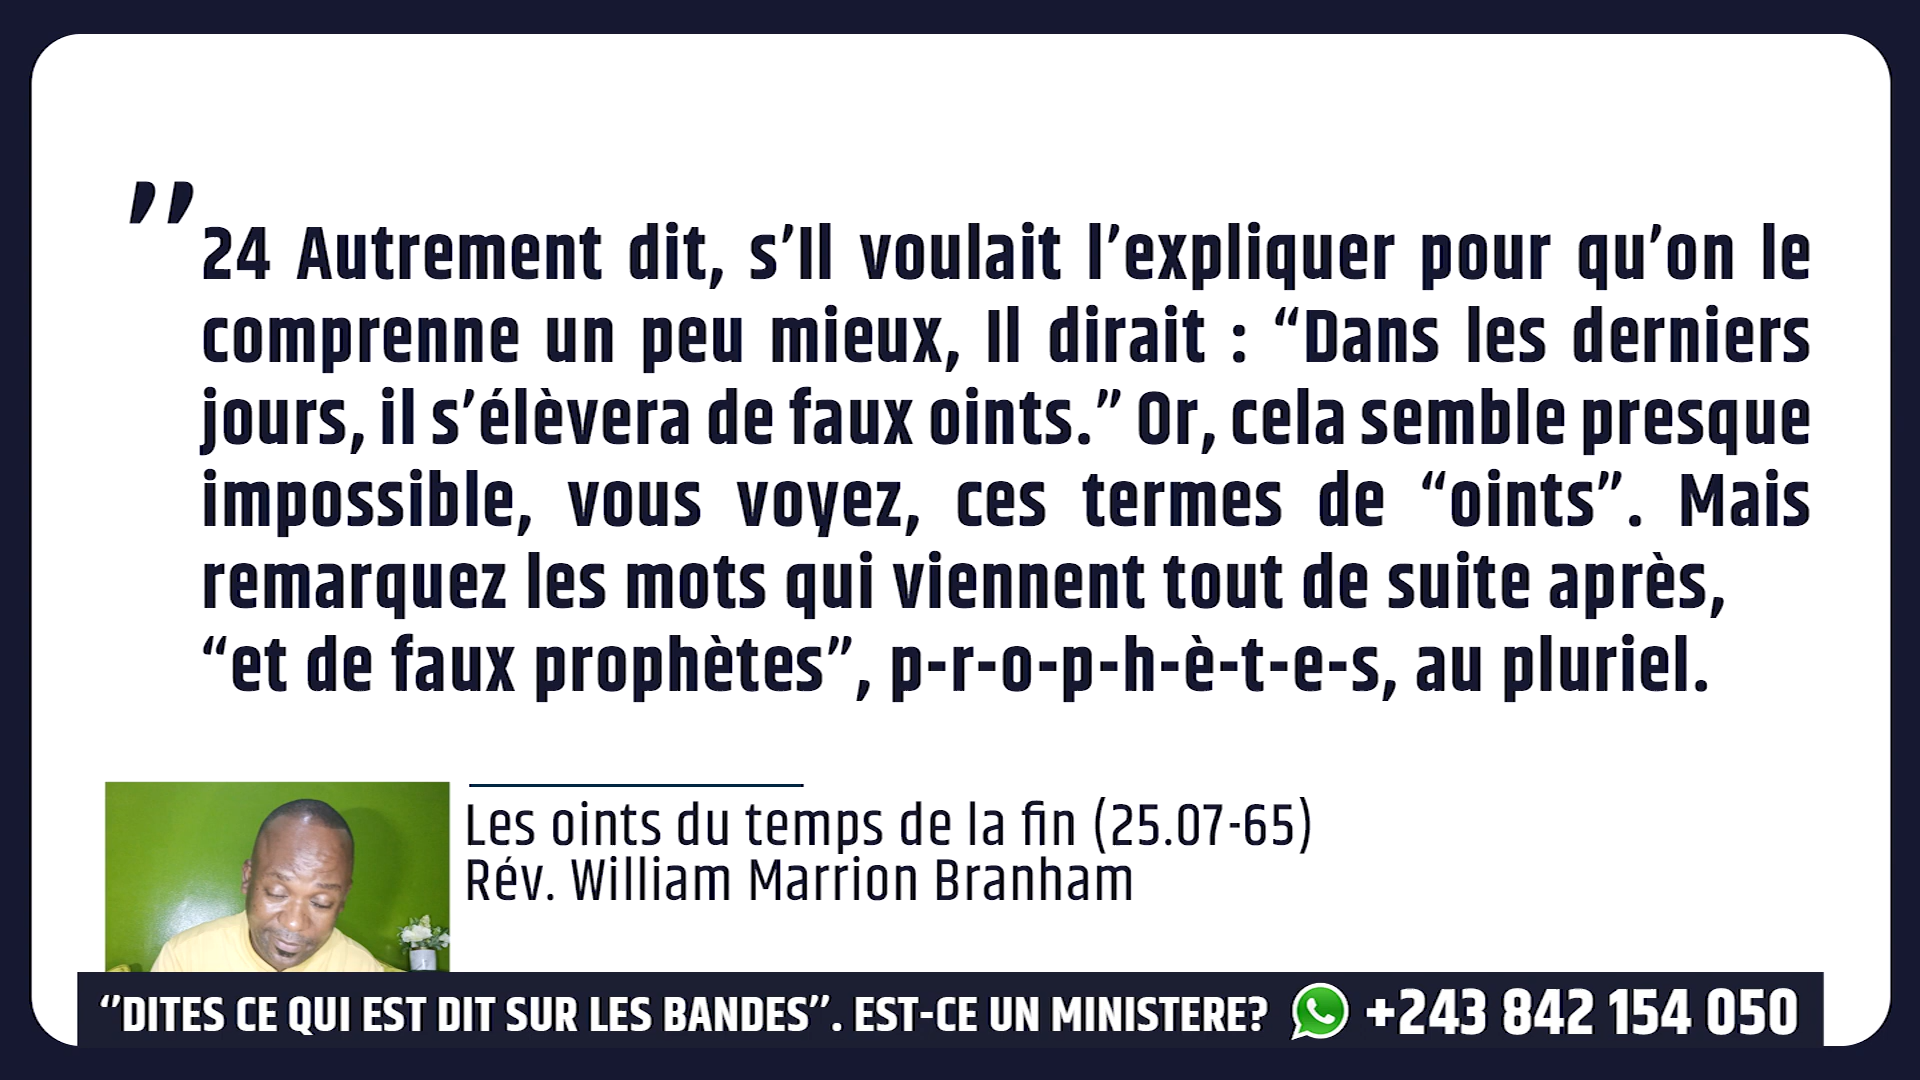 ”
24 Autrement dit, s’Il voulait l’expliquer pour qu’on le
comprenne un peu mieux, Il dirait : “Dans les derniers
jours, il s’élèvera de faux oints.” Or, cela semble presque
impossible, vous voyez, ces termes de “oints”. Mais
remarquez les mots qui viennent tout de suite après,
“et de faux prophètes”, p-r-o-p-h-è-t-e-s, au pluriel.
Les oints du temps de la fin (25.07-65)
Rév. William Marrion Branham
‘’DITES CE QUI EST DIT SUR LES BANDES’’. EST-CE UN MINISTERE? +243 842 154 050